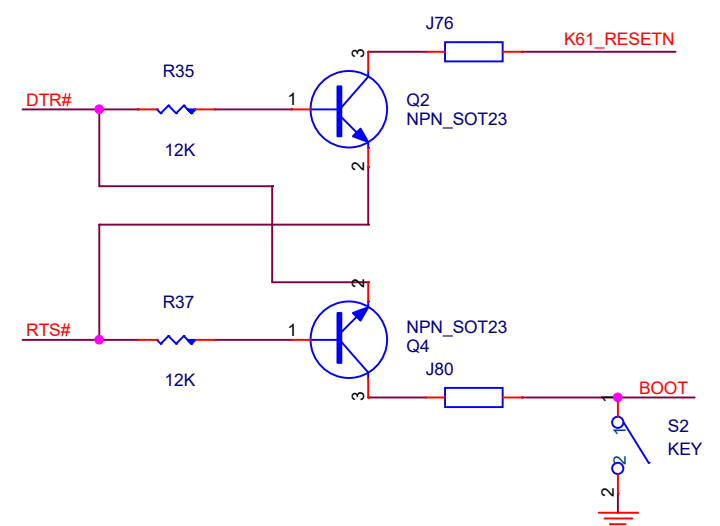 J76
K61_RESETN
3
R35
DTR#
1
Q2
NPN_SOT23
12K
2
2
R37
RTS#
1
NPN_SOT23
Q4
12K
J80
3
1
BOOT
1
S2
KEY
2
2